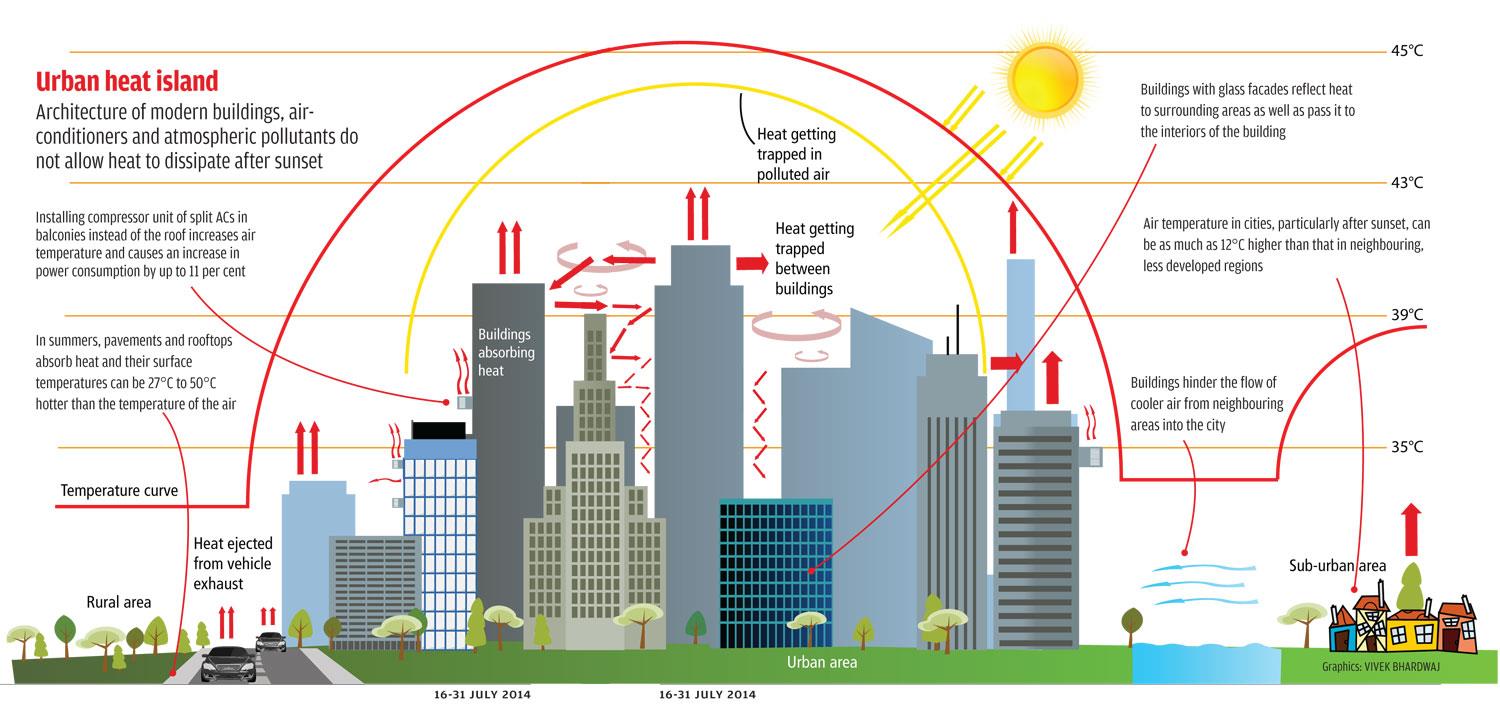 Urban heat island
Architecture of modern buildings, air-
conditioners and atmospheric pollutants do
not allow heat to dissipate after sunset
Installing compressor unit of split ACs in
balconies instead of the roof increases air
temperature and causes an increase in
power consumption by up to 11 per cent
In summers, pavements and rooftops
absorb heat and their surface
temperatures can be 27°C to 50°C
hotter than the temperature of the air
Temperature curve
Rural area
Heat ejected
from vehicle
exhaust
Buildings
absorbing
heat
Heat getting
trapped in
polluted air
Heat getting
trapped
between
buildings
45°C
43°C
39°C
35°C
Buildings with glass facades reflect heat
to surrounding areas as well as pass it to
the interiors of the building
Air temperature in cities, particularly after sunset, can
be as much as 12°C higher than that in neighbouring,
less developed regions
Buildings hinder the flow of
cooler air from neighbouring
areas into the city
Sub-urban area
Urban area
Graphics: VIVEK BHARDWAJ
16-31 JULY 2014
16-31 JULY 2014